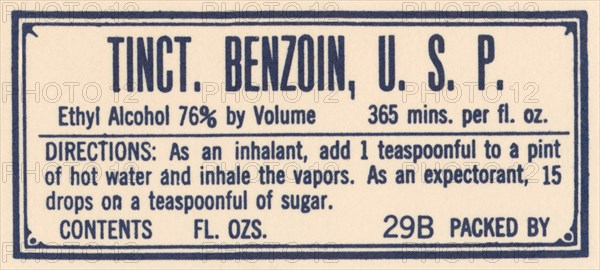 TINCT. BENZOIN, U. S. P.
Ethyl Alcohol 76% by Volume 365 mins. per fl. oz.
DIRECTIONS: As an inhalant, add 1 teaspoonful to a pint
of hot water and inhale the vapors. As an expectorant, 15
drops on a teaspoonful of sugar.
CONTENTS FL. OZS. 29B PACKED BY
PHOTO12